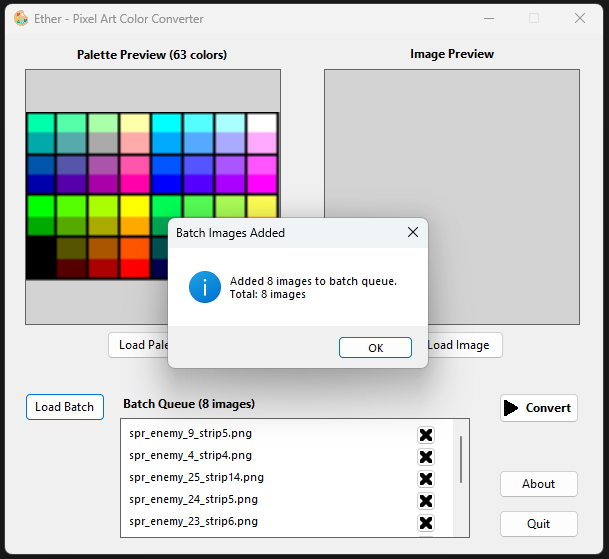 Ether - Pixel Art Color Converter
Palette Preview (63 colors)
Image Preview
Batch Images Added
Added 8 images to batch queue.
Total: 8 images
OK
Load Pale
Load Image
Load Batch
Batch Queue (8 images)
Convert
spr_enemy_9_strip5.png
spr_enemy_4_strip4.png
spr_enemy_25_strip14.png
spr_enemy_24_strip5.png
spr_enemy_23_strip6.png
About
Quit